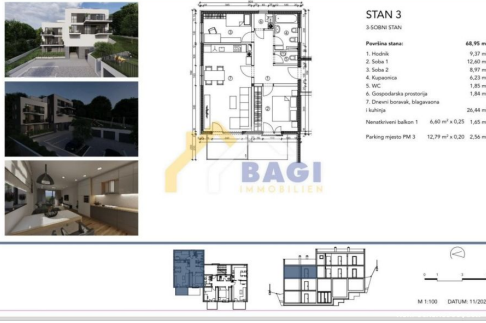 STAN 3
3-SOBNI STAN
Površina stana: 68,95 m
1. Hodnik 9,37 m
2. Soba 1 12,60 m
3. Soba 2 8,97 m
4. Kupaonica 6,23 m
5. WC 1,85 m
6. Gospodarska prostorija 1,84 m
7. Dnevni boravak, blagavaona
i kuhinja 26,44 m
Nenatkriveni balkon 1 6,60 m² x 0,25 1,65 m
Parking mjesto PM 3 12,79 m² x 0,20 2,56 m
BAGI
IMMOBILIEN
M 1:100 DATUM: 11/202